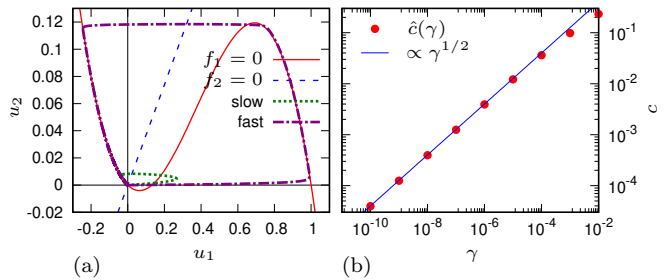 0.12
0.1
0.08
0.06
0.04
0.02
0
-0.02
u₂
f₁ = 0
f₂ = 0
slow
fast
-0.2 0 0.2 0.4 0.6 0.8 1
(a) u₁
ĉ(γ)
∝ γ^{1/2}
10⁻¹
10⁻²
10⁻³
10⁻⁴
c
10⁻¹⁰ 10⁻⁸ 10⁻⁶ 10⁻⁴ 10⁻²
(b) γ